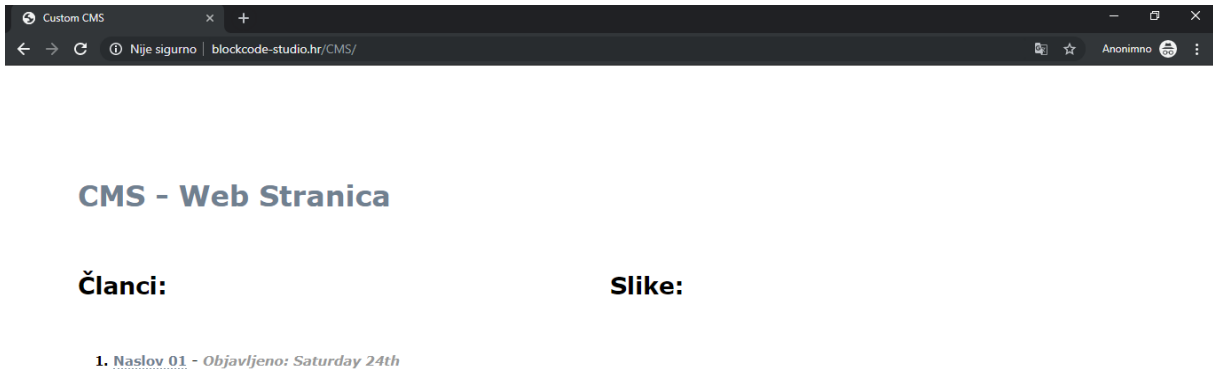 Custom CMS
Nije sigurno | blockcode-studio.hr/CMS/ Anonimno
CMS - Web Stranica
Članci:
Slike:
1. Naslov 01 - Objavljeno: Saturday 24th